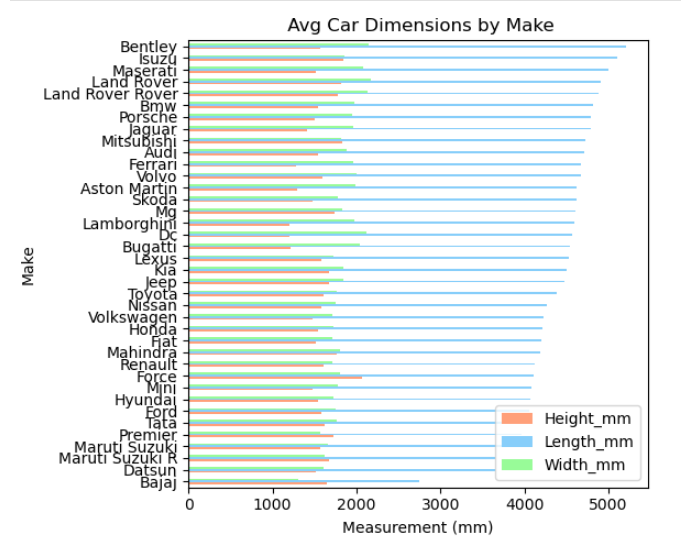 Avg Car Dimensions by Make
Bentley
Isuzu
Maserati
Land Rover
Land Rover Rover
Bmw
Porsche
Jaguar
Mitsubishi
Audi
Ferrari
Volvo
Aston Martin
Skoda
Mg
Lamborghini
Dc
Bugatti
Lexus
Kia
Jeep
Toyota
Nissan
Volkswagen
Honda
Fiat
Mahindra
Renault
Force
Mini
Hyundai
Ford
Tata
Premier
Maruti Suzuki
Maruti Suzuki R
Datsun
Bajaj
Make
Height_mm
Length_mm
Width_mm
0 1000 2000 3000 4000 5000
Measurement (mm)